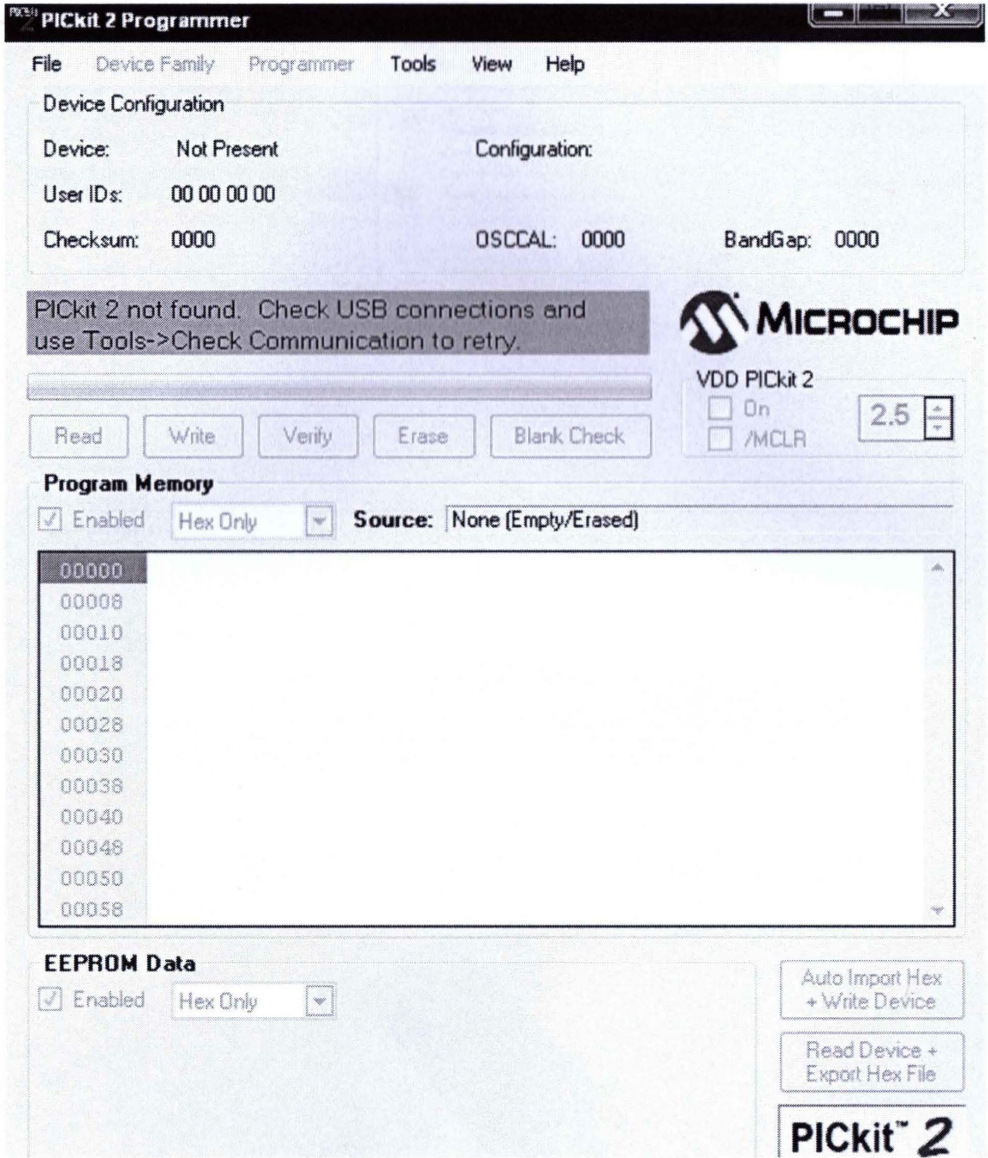 PICkit 2 Programmer
File Device Family Programmer Tools View Help
Device Configuration
Device: Not Present Configuration:
User IDs: 00 00 00 00
Checksum: 0000 OSCCAL: 0000 BandGap: 0000
PICkit 2 not found. Check USB connections and
use Tools->Check Communication to retry.
MICROCHIP
VDD PICkit 2
On
/MCLR
2.5
Read Write Verify Erase Blank Check
Program Memory
Enabled Hex Only Source: None (Empty/Erased)
00000
00008
00010
00018
00020
00028
00030
00038
00040
00048
00050
00058
EEPROM Data
Enabled Hex Only
Auto Import Hex
+ Write Device
Read Device +
Export Hex File
PICkit™ 2